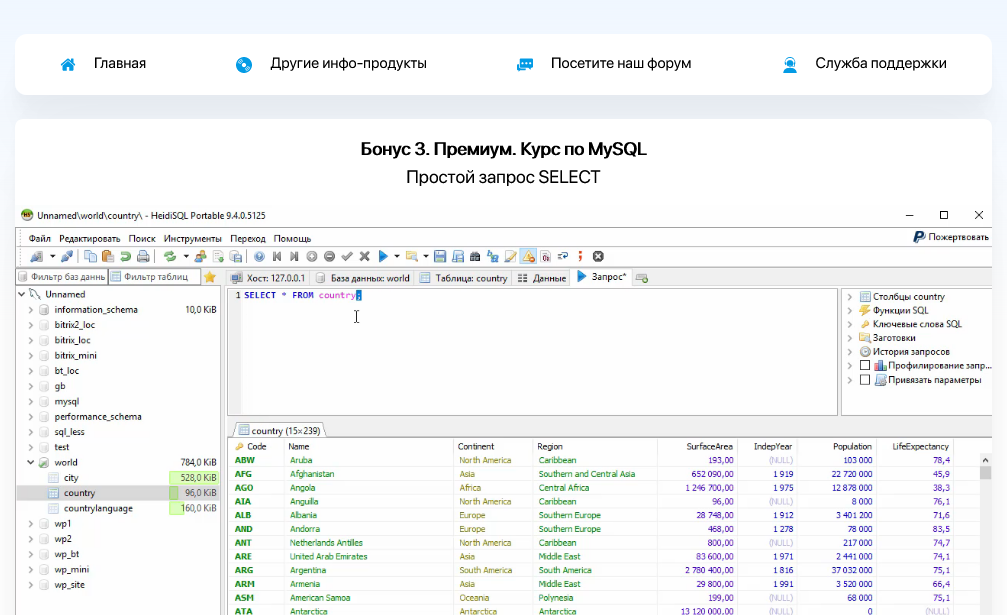 Главная Другие инфо-продукты Посетите наш форум Служба поддержки
Бонус 3. Премиум. Курс по MySQL
Простой запрос SELECT
Unnamed\world\country\ - HeidiSQL Portable 9.4.0.5125
Файл Редактировать Поиск Инструменты Переход Помощь Пожертвовать
Фильтр баз данны Фильтр таблиц Хост: 127.0.0.1 База данных: world Таблица: country Данные Запрос*
Unnamed
information_schema 10,0 KiB
bitrix2_loc
bitrix_loc
bitrix_mini
bt_loc
gb
mysql
performance_schema
sql_less
test
world 784,0 KiB
city 528,0 KiB
country 96,0 KiB
countrylanguage 160,0 KiB
wp1
wp2
wp_bt
wp_mini
wp_site
1 SELECT * FROM country;
Столбцы country
Функции SQL
Ключевые слова SQL
Заготовки
История запросов
Профилирование запр...
Привязать параметры
country (15×239)
Code Name Continent Region SurfaceArea IndepYear Population LifeExpectancy
ABW Aruba North America Caribbean 193,00 (NULL) 103 000 78,4
AFG Afghanistan Asia Southern and Central Asia 652 090,00 1 919 22 720 000 45,9
AGO Angola Africa Central Africa 1 246 700,00 1 975 12 878 000 38,3
AIA Anguilla North America Caribbean 96,00 (NULL) 8 000 76,1
ALB Albania Europe Southern Europe 28 748,00 1 912 3 401 200 71,6
AND Andorra Europe Southern Europe 468,00 1 278 78 000 83,5
ANT Netherlands Antilles North America Caribbean 800,00 (NULL) 217 000 74,7
ARE United Arab Emirates Asia Middle East 83 600,00 1 971 2 441 000 74,1
ARG Argentina South America South America 2 780 400,00 1 816 37 032 000 75,1
ARM Armenia Asia Middle East 29 800,00 1 991 3 520 000 66,4
ASM American Samoa Oceania Polynesia 199,00 (NULL) 68 000 75,1
ATA Antarctica Antarctica Antarctica 13 120 000,00 (NULL) 0 (NULL)